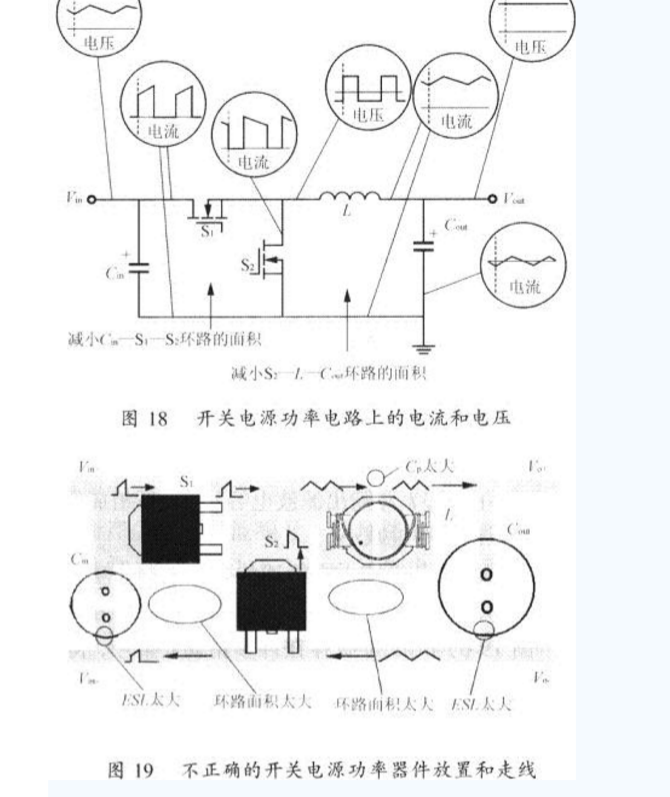 电压
电压
电流
电压
电流
电流
Vin
S₁
L
Vout
S₂
Cin
+
Cout
+
电流
减小Cin—S₁—S₂环路的面积
减小S₂—L—Cout环路的面积
图 18 开关电源功率电路上的电流和电压
Vin
S₁
Cp太大
L
S₂
Cin
Cout
Vin
ESL太大
环路面积太大
环路面积太大
ESL太大
图 19 不正确的开关电源功率器件放置和走线